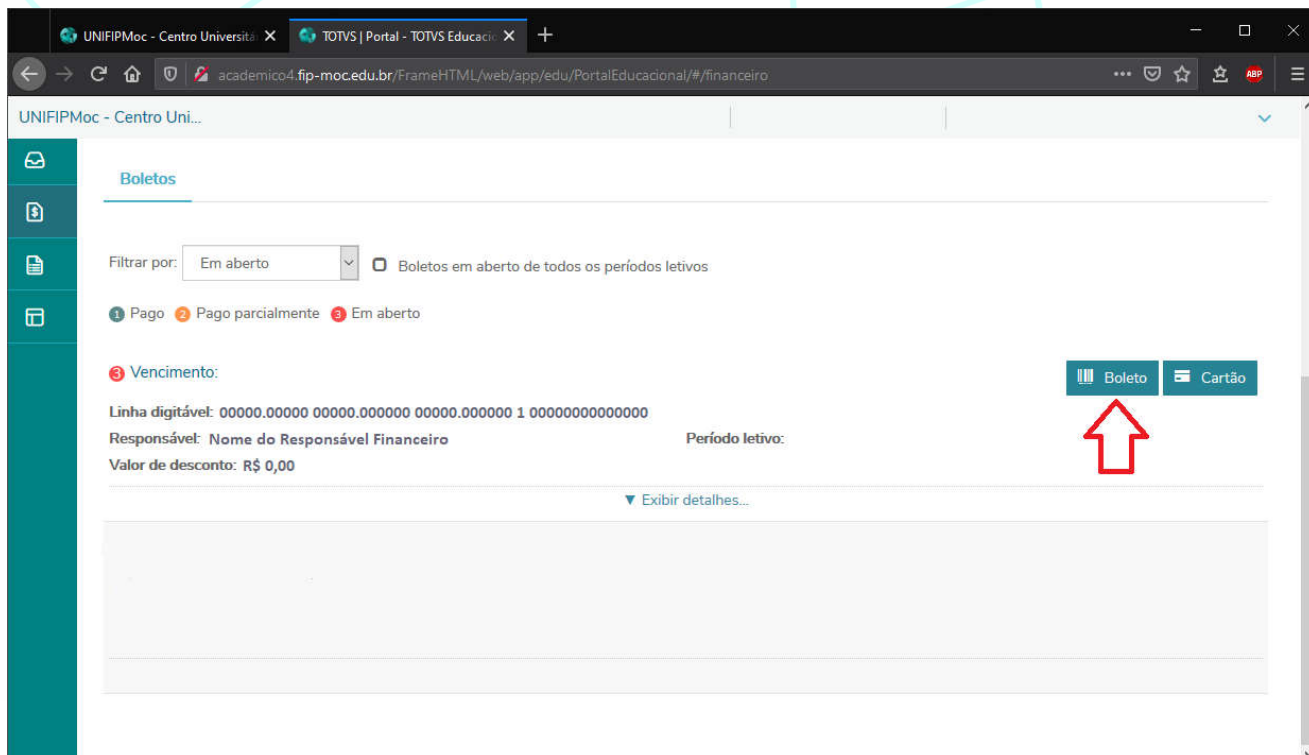 UNIFIPMoc - Centro Universitá
TOTVS | Portal - TOTVS Educacio
academico4.fip-moc.edu.br/FrameHTML/web/app/edu/PortalEducacional/#/financeiro
ABP
UNIFIPMoc - Centro Uni...
Boletos
Filtrar por: Em aberto Boletos em aberto de todos os períodos letivos
1 Pago 2 Pago parcialmente 3 Em aberto
3 Vencimento:
Boleto Cartão
Linha digitável: 00000.00000 00000.000000 00000.000000 1 00000000000000
Responsável: Nome do Responsável Financeiro Período letivo:
Valor de desconto: R$ 0,00
▼ Exibir detalhes...